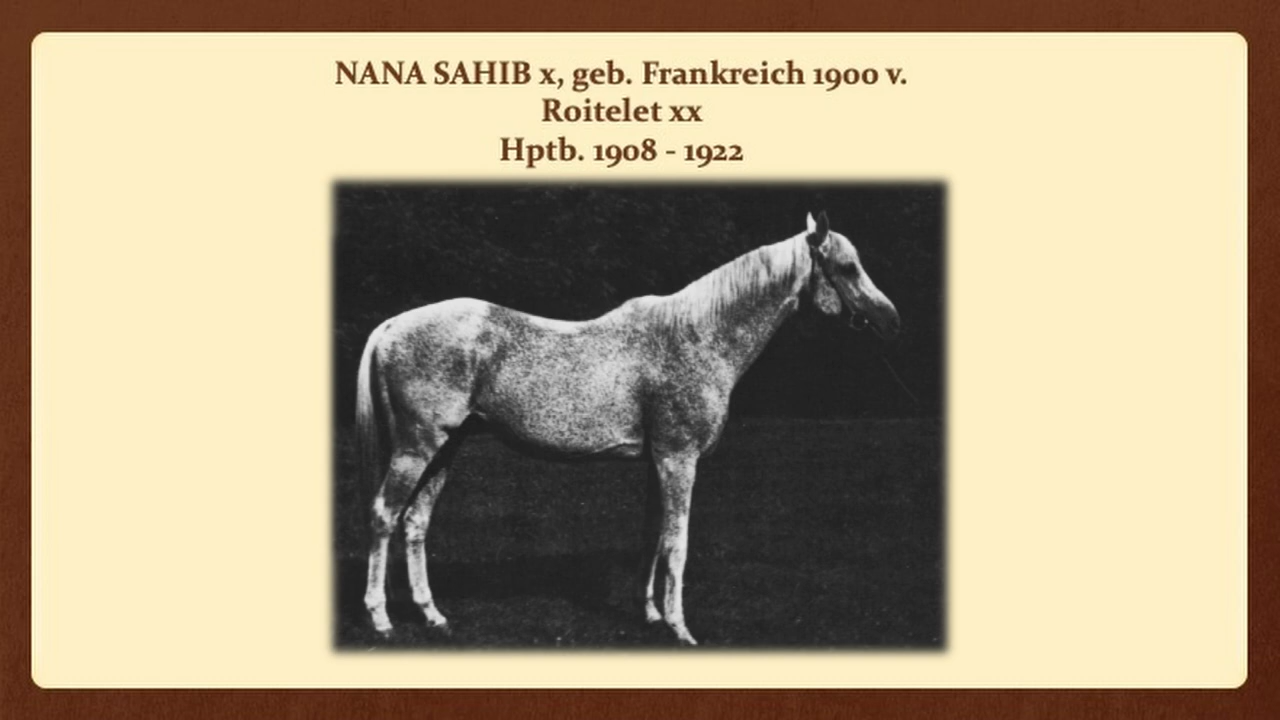 NANA SAHIB x, geb. Frankreich 1900 v.
Roitelet xx
Hptb. 1908 - 1922